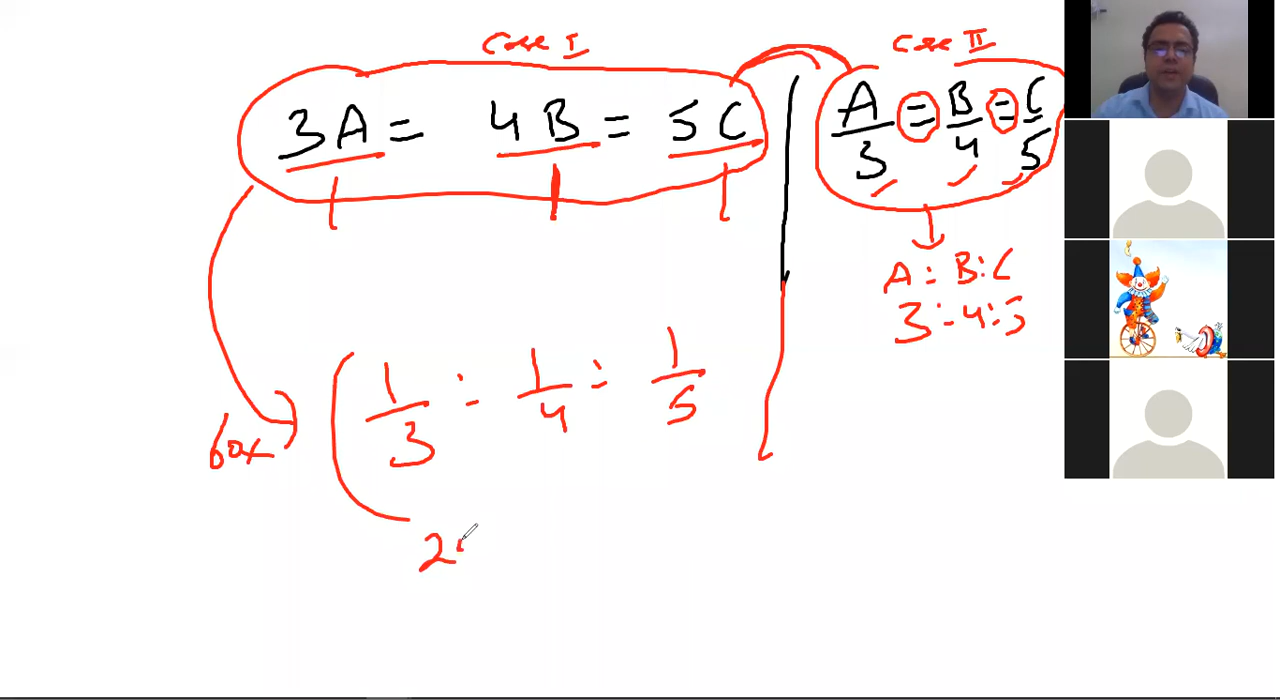 Case I
3A = 4B = 5C
Case II
A/3 = B/4 = C/5
A : B : C
3 : 4 : 5
1/3 : 1/4 : 1/5
60x
2